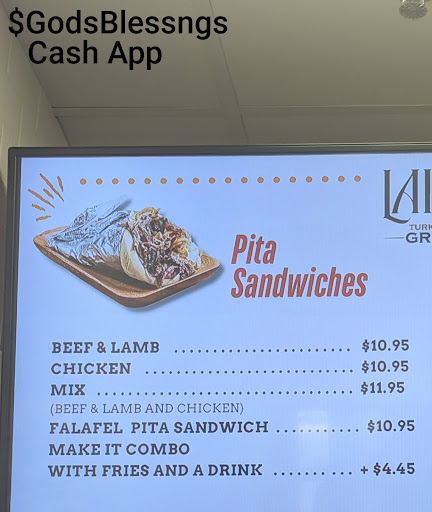 $GodsBlessngs
Cash App
Pita
Sandwiches
BEEF & LAMB .................... $10.95
CHICKEN ........................ $10.95
MIX ................................ $11.95
(BEEF & LAMB AND CHICKEN)
FALAFEL PITA SANDWICH ........... $10.95
MAKE IT COMBO
WITH FRIES AND A DRINK .......... + $4.45